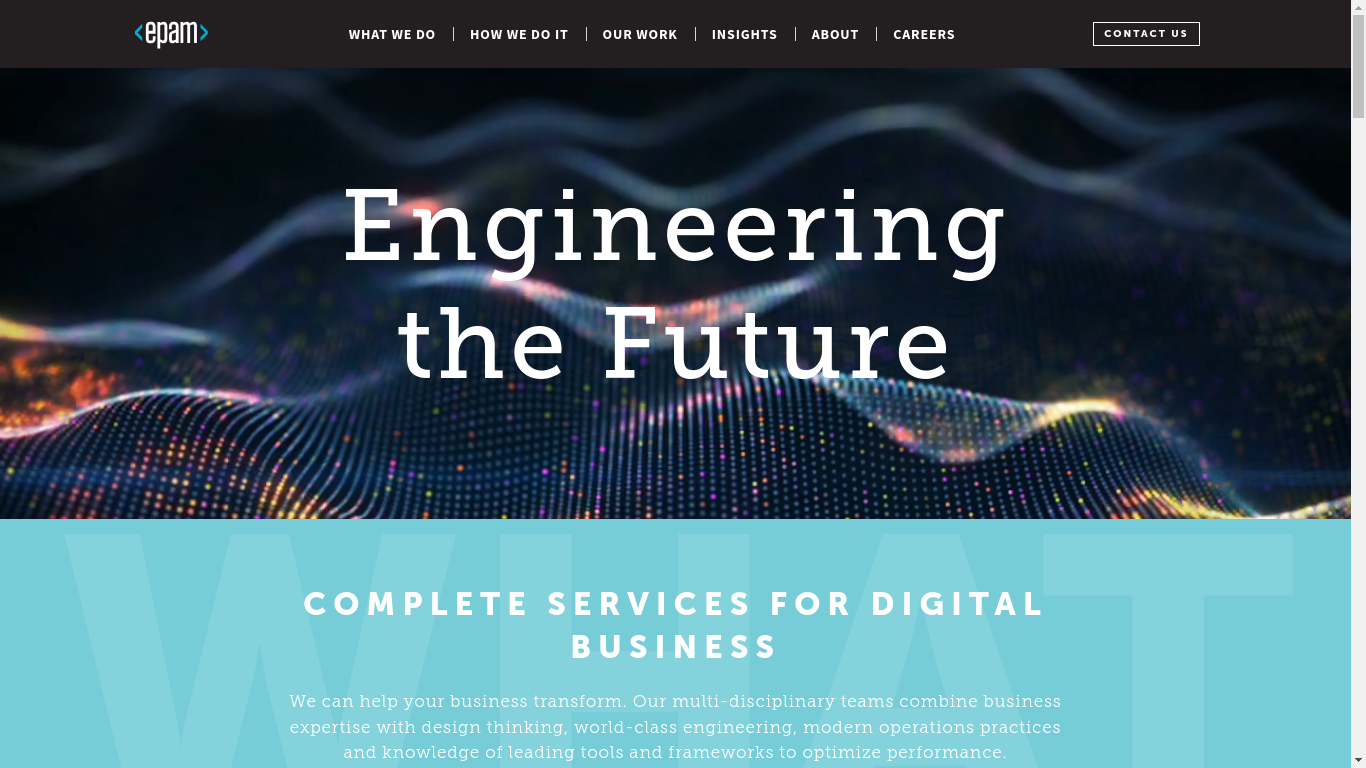 <epam>
WHAT WE DO
HOW WE DO IT
OUR WORK
INSIGHTS
ABOUT
CAREERS
CONTACT US
Engineering
the Future
WHAT
COMPLETE SERVICES FOR DIGITAL
BUSINESS
We can help your business transform. Our multi-disciplinary teams combine business
expertise with design thinking, world-class engineering, modern operations practices
and knowledge of leading tools and frameworks to optimize performance.